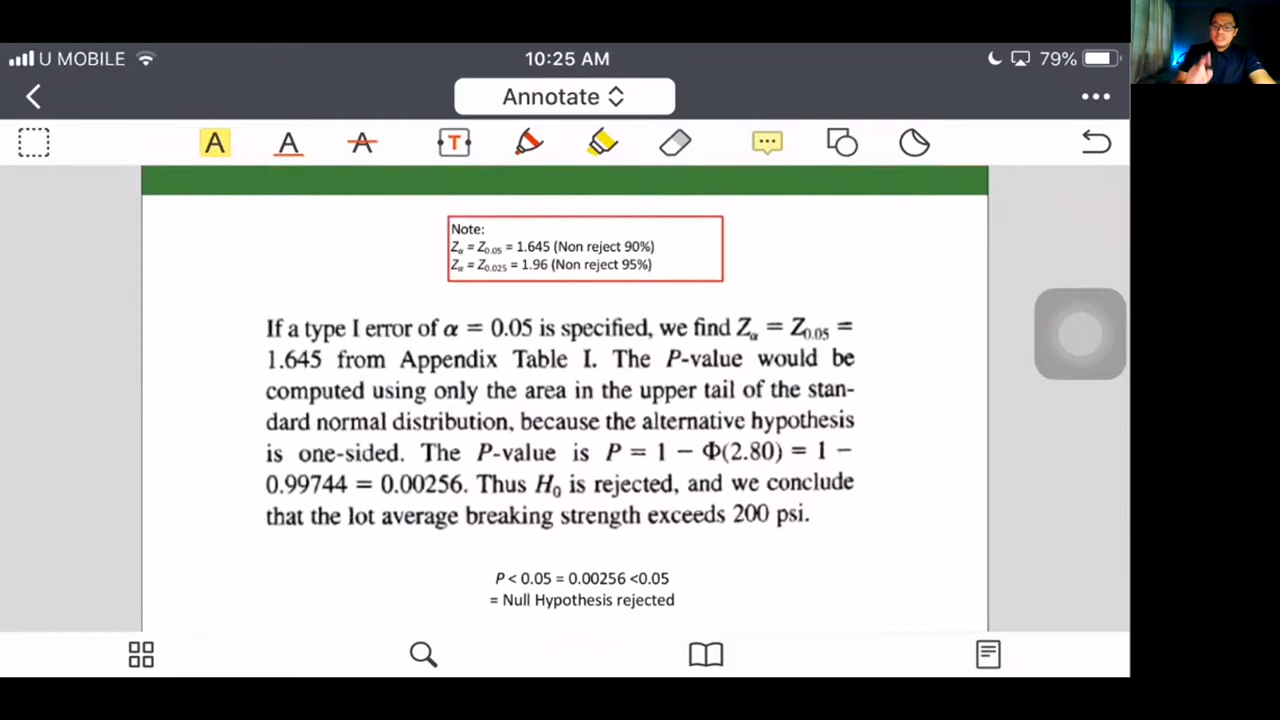 U MOBILE
10:25 AM
79%
Annotate
A
A
A
T
Note:
Zα = Z0.05 = 1.645 (Non reject 90%)
Zα = Z0.025 = 1.96 (Non reject 95%)
If a type I error of α = 0.05 is specified, we find Zα = Z0.05 =
1.645 from Appendix Table I. The P-value would be
computed using only the area in the upper tail of the stan-
dard normal distribution, because the alternative hypothesis
is one-sided. The P-value is P = 1 − Φ(2.80) = 1 −
0.99744 = 0.00256. Thus H0 is rejected, and we conclude
that the lot average breaking strength exceeds 200 psi.
P < 0.05 = 0.00256 <0.05
= Null Hypothesis rejected